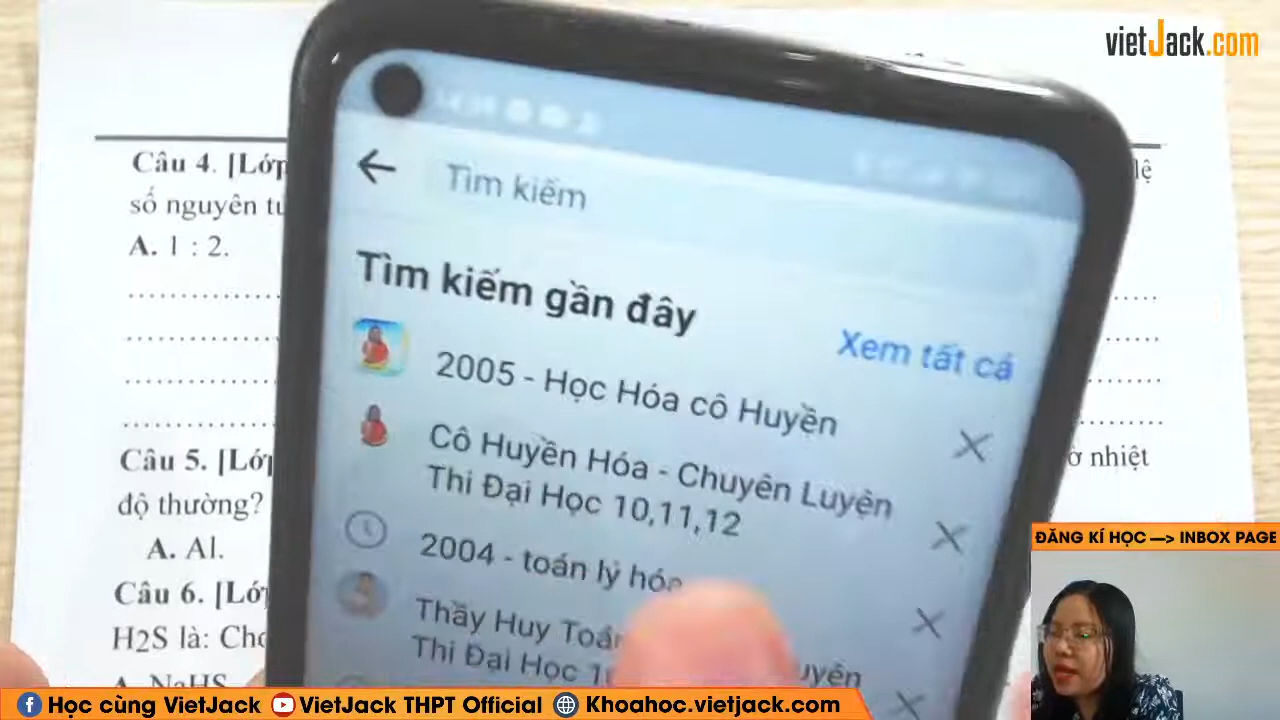 vietJack.com
Câu 4. [Lớp
lệ
số nguyên tử
A. 1 : 2.
Câu 5. [Lớp
ở nhiệt
độ thường?
A. Al.
Câu 6. [Lớp
H2S là: Cho
A. NaHS
Tìm kiếm
Tìm kiếm gần đây
Xem tất cả
2005 - Học Hóa cô Huyền
Cô Huyền Hóa - Chuyên Luyện
Thi Đại Học 10,11,12
2004 - toán lý hóa
Thầy Huy Toán
Thi Đại Học
ĐĂNG KÍ HỌC —> INBOX PAGE
Học cùng VietJack
VietJack THPT Official
Khoahoc.vietjack.com